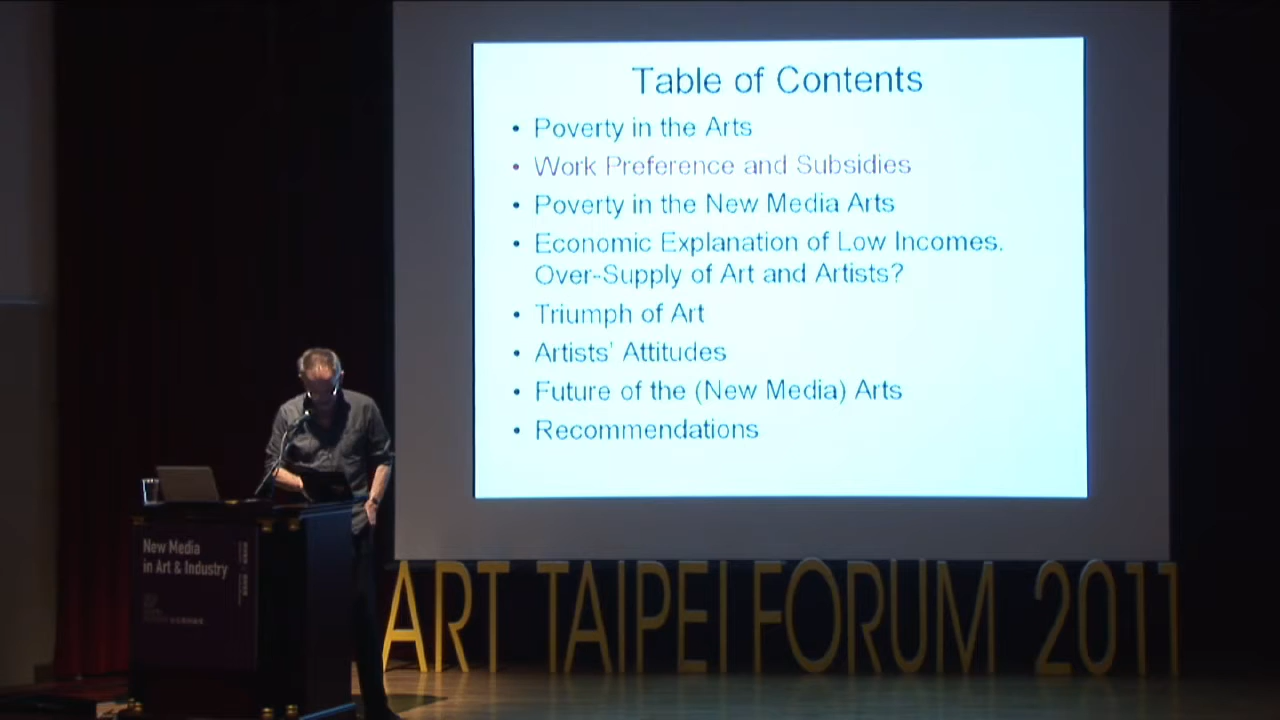 Table of Contents
• Poverty in the Arts
• Work Preference and Subsidies
• Poverty in the New Media Arts
• Economic Explanation of Low Incomes.
Over-Supply of Art and Artists?
• Triumph of Art
• Artists' Attitudes
• Future of the (New Media) Arts
• Recommendations
New Media
in Art & Industry
ART TAIPEI FORUM 2011